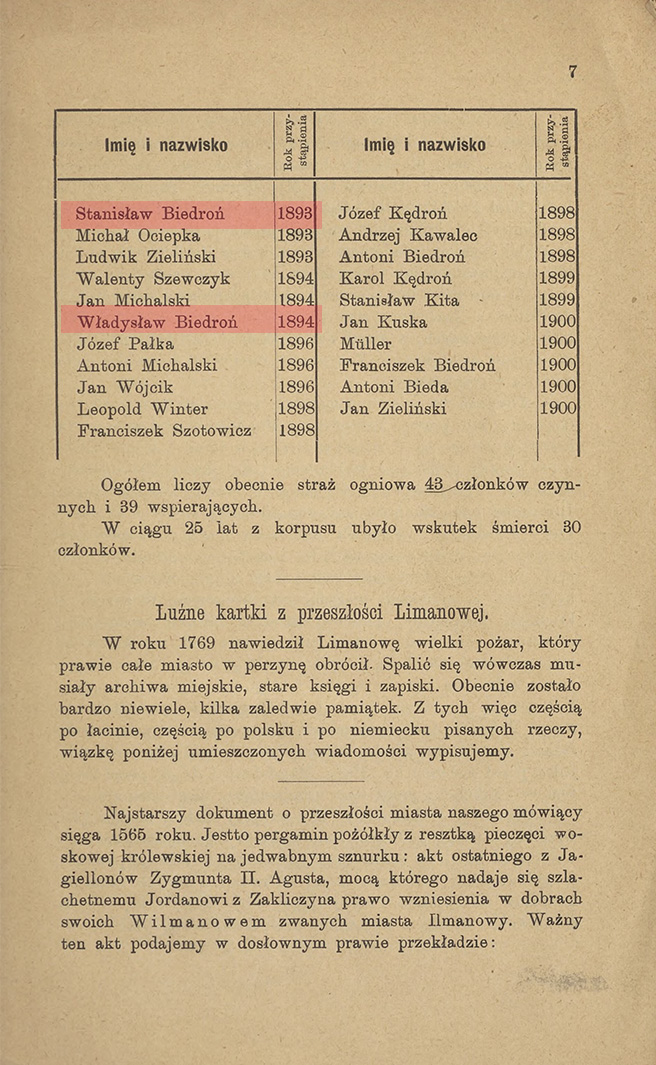 7
Imię i nazwisko
Rok przy-
stąpienia
Imię i nazwisko
Rok przy-
stąpienia
Stanisław Biedroń 1893
Michał Ociepka 1893
Ludwik Zieliński 1893
Walenty Szewczyk 1894
Jan Michalski 1894
Władysław Biedroń 1894
Józef Pałka 1896
Antoni Michalski 1896
Jan Wójcik 1896
Leopold Winter 1898
Franciszek Szotowicz 1898
Józef Kędroń 1898
Andrzej Kawalec 1898
Antoni Biedroń 1898
Karol Kędroń 1899
Stanisław Kita 1899
Jan Kuska 1900
Müller 1900
Franciszek Biedroń 1900
Antoni Bieda 1900
Jan Zieliński 1900
Ogółem liczy obecnie straż ogniowa 43 członków czyn-
nych i 39 wspierających.
W ciągu 25 lat z korpusu ubyło wskutek śmierci 30
członków.
Luźne kartki z przeszłości Limanowej.
W roku 1769 nawiedził Limanowę wielki pożar, który
prawie całe miasto w perzynę obrócił. Spalić się wówczas mu-
siały archiwa miejskie, stare księgi i zapiski. Obecnie zostało
bardzo niewiele, kilka zaledwie pamiątek. Z tych więc częścią
po łacinie, częścią po polsku i po niemiecku pisanych rzeczy,
wiązkę poniżej umieszczonych wiadomości wypisujemy.
Najstarszy dokument o przeszłości miasta naszego mówiący
sięga 1565 roku. Jestto pergamin pożółkły z resztką pieczęci wo-
skowej królewskiej na jedwabnym sznurku: akt ostatniego z Ja-
giellonów Zygmunta II. Agusta, mocą którego nadaje się szla-
chetnemu Jordanowi z Zakliczyna prawo wzniesienia w dobrach
swoich Wilmanowem zwanych miasta Ilmanowy. Ważny
ten akt podajemy w dosłownym prawie przekładzie: